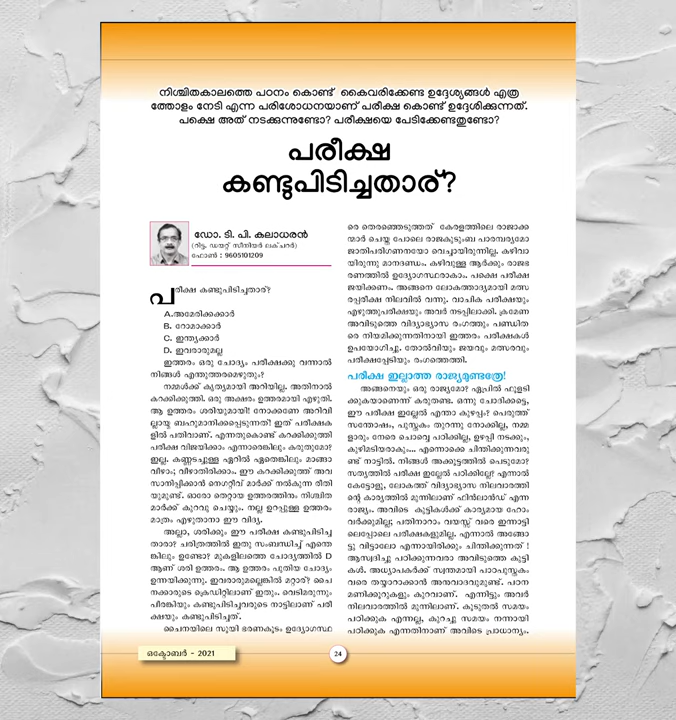 നിശ്ചിതകാലത്തെ പഠനം കൊണ്ട് കൈവരിക്കേണ്ട ഉദ്ദേശ്യങ്ങൾ എത്ര
ത്തോളം നേടി എന്ന പരിശോധനയാണ് പരീക്ഷ കൊണ്ട് ഉദ്ദേശിക്കുന്നത്.
പക്ഷെ അത് നടക്കുന്നുണ്ടോ? പരീക്ഷയെ പേടിക്കേണ്ടതുണ്ടോ?
പരീക്ഷ
കണ്ടുപിടിച്ചതാര്?
ഡോ. ടി. പി. കലാധരൻ
(റിട്ട. ഡയറ്റ് സീനിയർ ലക്ചറർ)
ഫോൺ : 9605101209
പരീക്ഷ കണ്ടുപിടിച്ചതാര്?
A.അമേരിക്കക്കാർ
B. റോമാക്കാർ
C. ഇന്ത്യക്കാർ
D. ഇവരാരുമല്ല
ഇത്തരം ഒരു ചോദ്യം പരീക്ഷക്കു വന്നാൽ
നിങ്ങൾ എന്തുത്തരമെഴുതും?
നമ്മൾക്ക് കൃത്യമായി അറിയില്ല. അതിനാൽ
കറക്കിക്കുത്തി. ഒരു അക്ഷരം ഉത്തരമായി എഴുതി.
ആ ഉത്തരം ശരിയുമായി! നോക്കണേ അറിവി
ല്ലായ്മ ബഹുമാനിക്കപ്പെടുന്നത്! ഇത് പരീക്ഷക
ളിൽ പതിവാണ്. എന്നതുകൊണ്ട് കറക്കിക്കുത്തി
പരീക്ഷ വിജയിക്കാം എന്നാരെങ്കിലും കരുതുമോ?
ഇല്ല. കണ്ണടച്ചുള്ള ഏറിൽ ഏതെങ്കിലും മാങ്ങാ
വീഴാം; വീഴാതിരിക്കാം. ഈ കറക്കിക്കുത്ത് അവ
സാനിപ്പിക്കാൻ നെഗറ്റീവ് മാർക്ക് നൽകുന്ന രീതി
യുമുണ്ട്. ഓരോ തെറ്റായ ഉത്തരത്തിനും നിശ്ചിത
മാർക്ക് കുറവു ചെയ്യും. നല്ല ഉറപ്പുള്ള ഉത്തരം
മാത്രം എഴുതാനാ ഈ വിദ്യ.
അല്ലാ, ശരിക്കും ഈ പരീക്ഷ കണ്ടുപിടിച്ച
താരാ? ചരിത്രത്തിൽ ഇതു സംബന്ധിച്ച് എന്തെ
ങ്കിലും ഉണ്ടോ? മുകളിലത്തെ ചോദ്യത്തിൽ D
ആണ് ശരി ഉത്തരം. ആ ഉത്തരം പുതിയ ചോദ്യം
ഉന്നയിക്കുന്നു. ഇവരാരുമല്ലെങ്കിൽ മറ്റാര്? ചൈ
നക്കാരുടെ ക്രെഡിറ്റിലാണ് ഇതും. വെടിമരുന്നും
പീരങ്കിയും കണ്ടുപിടിച്ചവരുടെ നാട്ടിലാണ് പരീ
ക്ഷയും കണ്ടുപിടിച്ചത്.
ചൈനയിലെ സൂയി ഭരണകൂടം ഉദ്യോഗസ്ഥ
രെ തെരഞ്ഞെടുത്തത് കേരളത്തിലെ രാജാക്ക
ന്മാർ ചെയ്ത പോലെ രാജകുടുംബ പാരമ്പര്യമോ
ജാതിപരിഗണനയോ വെച്ചായിരുന്നില്ല. കഴിവാ
യിരുന്നു മാനദണ്ഡം. കഴിവുള്ള ആർക്കും രാജഭ
രണത്തിൽ ഉദ്യോഗസ്ഥരാകാം. പക്ഷെ പരീക്ഷ
ജയിക്കണം. അങ്ങനെ ലോകത്താദ്യമായി മത്സ
രപ്പരീക്ഷ നിലവിൽ വന്നു. വാചിക പരീക്ഷയും
എഴുത്തുപരീക്ഷയും അവർ നടപ്പിലാക്കി. ക്രമേണ
അവിടുത്തെ വിദ്യാഭ്യാസ രംഗത്തും പണ്ഡിത
രെ നിയമിക്കുന്നതിനായി ഇത്തരം പരീക്ഷകൾ
ഉപയോഗിച്ചു. തോൽവിയും ജയവും മത്സരവും
പരീക്ഷപ്പേടിയും രംഗത്തെത്തി.
പരീക്ഷ ഇല്ലാത്ത രാജ്യമുണ്ടത്രേ!
അങ്ങനെയും ഒരു രാജ്യമോ? ഏപ്രിൽ ഫൂളടി
ക്കുകയാണെന്ന് കരുതണ്ട. ഒന്നു ചോദിക്കട്ടെ,
ഈ പരീക്ഷ ഇല്ലേൽ എന്താ കുഴപ്പം? പെരുത്ത്
സന്തോഷം, പുസ്തകം തുറന്നു നോക്കില്ല, നമ്മ
ളാരും നേരെ ചൊവ്വെ പഠിക്കില്ല, ഉഴപ്പി നടക്കും,
കുഴിമടിയരാകും.... എന്നൊക്കെ ചിന്തിക്കുന്നവരു
ണ്ട് നാട്ടിൽ. നിങ്ങൾ അക്കൂട്ടത്തിൽ പെടുമോ?
സത്യത്തിൽ പരീക്ഷ ഇല്ലേൽ പഠിക്കില്ലേ? എന്നാൽ
കേട്ടോളൂ, ലോകത്ത് വിദ്യാഭ്യാസ നിലവാരത്തി
ന്റെ കാര്യത്തിൽ മുന്നിലാണ് ഫിൻലാൻഡ് എന്ന
രാജ്യം. അവിടെ കുട്ടികൾക്ക് കാര്യമായ ഹോം
വർക്കുമില്ല; പതിനാറാം വയസ്സ് വരെ ഇന്നാട്ടി
ലെപ്പോലെ പരീക്ഷകളുമില്ല. എന്നാൽ അങ്ങോ
ട്ടു വിട്ടാലോ എന്നായിരിക്കും ചിന്തിക്കുന്നത് !
ആസ്വദിച്ചു പഠിക്കുന്നവരാ അവിടുത്തെ കുട്ടി
കൾ. അധ്യാപകർക്ക് സ്വന്തമായി പാഠപുസ്തകം
വരെ തയ്യാറാക്കാൻ അനുവാദവുമുണ്ട്. പഠന
മണിക്കൂറുകളും കുറവാണ്. എന്നിട്ടും അവർ
നിലവാരത്തിൽ മുന്നിലാണ്. കൂടുതൽ സമയം
പഠിക്കുക എന്നല്ല, കുറച്ചു സമയം നന്നായി
പഠിക്കുക എന്നതിനാണ് അവിടെ പ്രാധാന്യം.
ഒക്ടോബർ - 2021
24